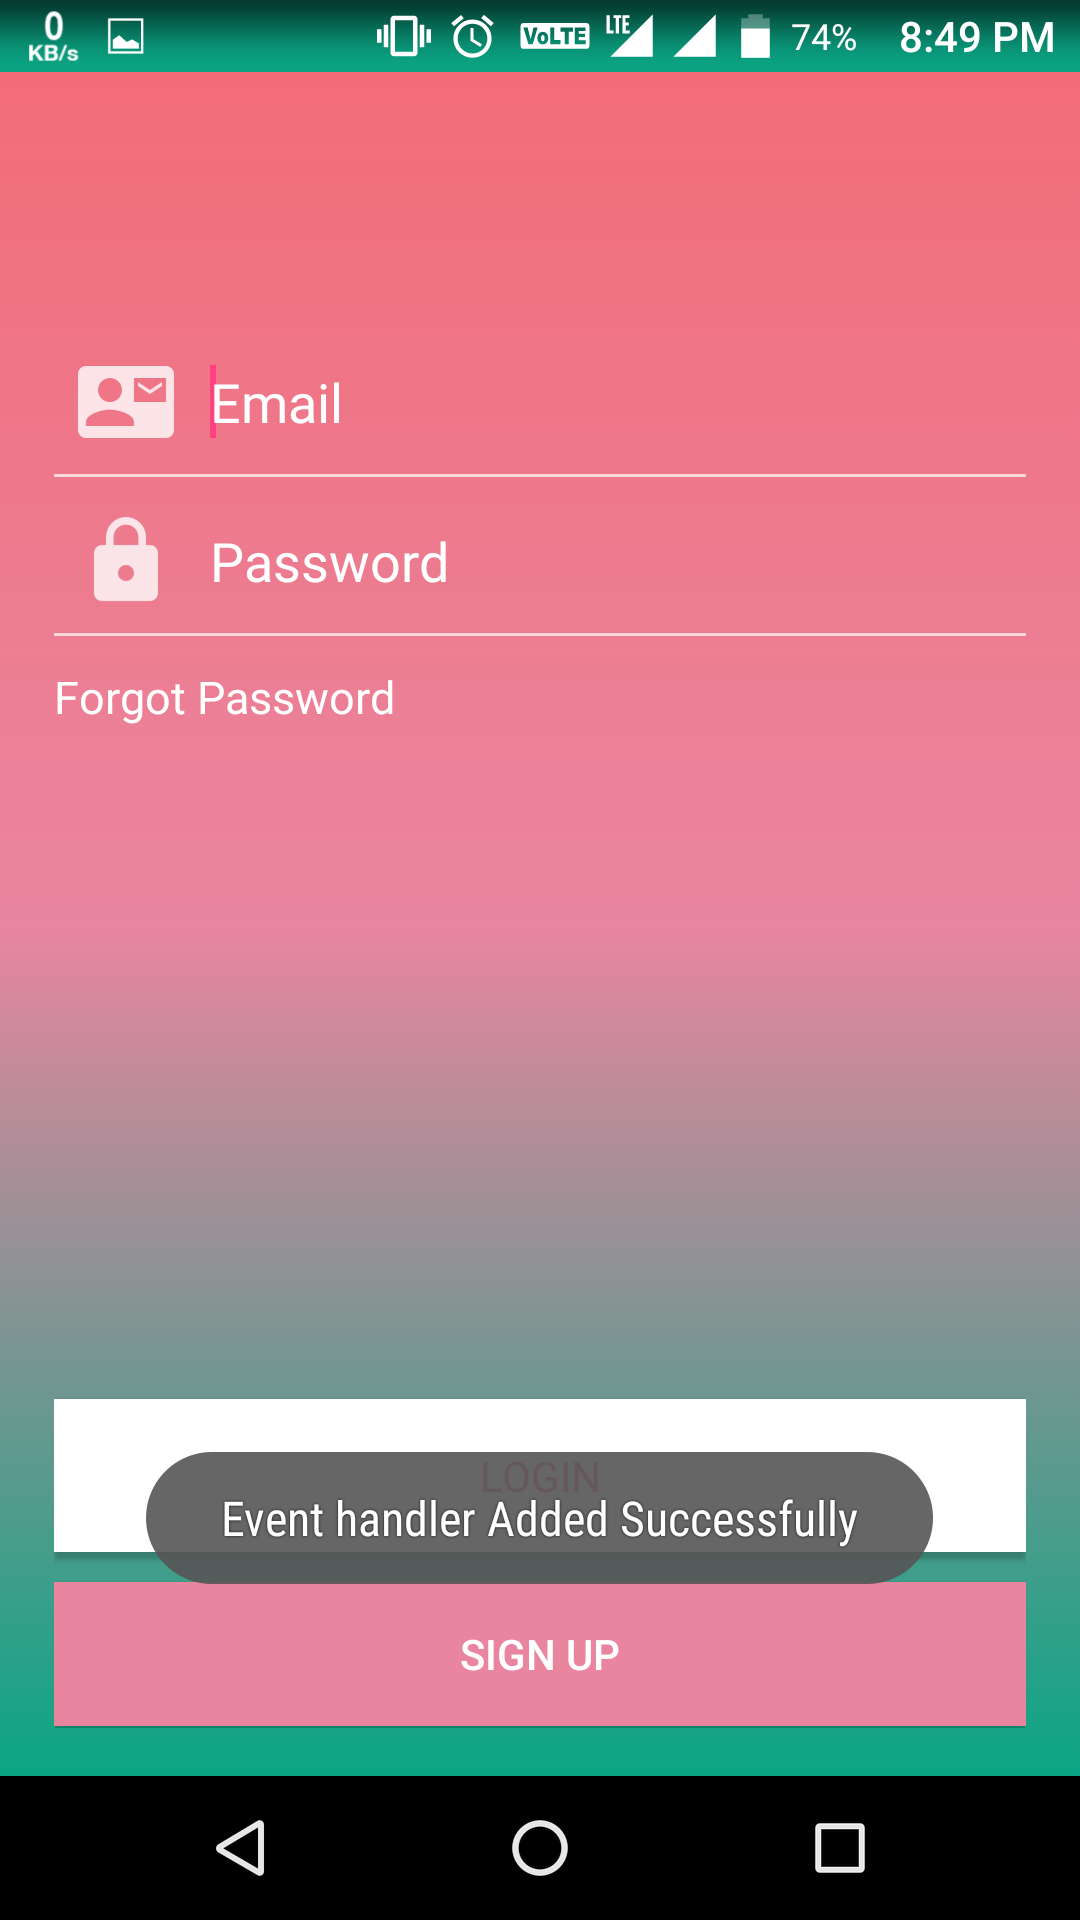 0
KB/s
VoLTE LTE 74% 8:49 PM
Email
Password
Forgot Password
LOGIN
Event handler Added Successfully
SIGN UP